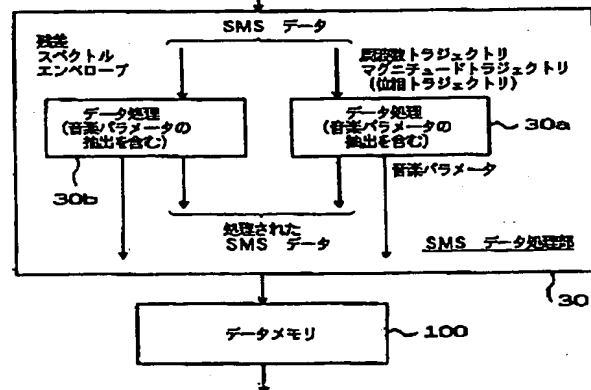 SMS データ
残差
スペクトル
エンベロープ
周波数トラジェクトリ
マグニチュードトラジェクトリ
(位相トラジェクトリ)
データ処理
(音楽パラメータの
抽出を含む)
30b
データ処理
(音楽パラメータの
抽出を含む)
30a
音楽パラメータ
処理された
SMS データ
SMS データ処理部
30
データメモリ
100